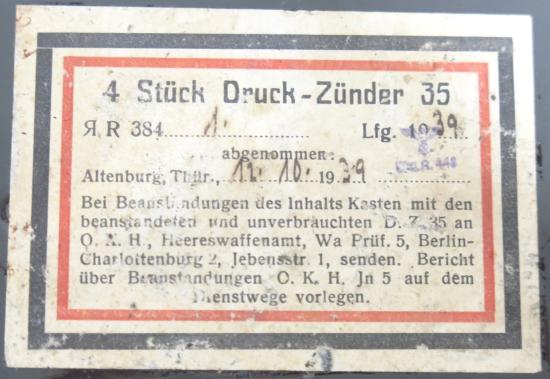 4 Stück Druck-Zünder 35
R 384 1. Lfg. 1939
abgenommen:
Altenburg, Thür., 12. 10. 1939
Bei Beanstandungen des Inhalts Kasten mit den
beanstandeten und unverbrauchten D. Z. 35 an
O. K. H., Heereswaffenamt, Wa Prüf. 5, Berlin-
Charlottenburg 2, Jebensstr. 1, senden. Bericht
über Beanstandungen O. K. H. Jn 5 auf dem
Dienstwege vorlegen.